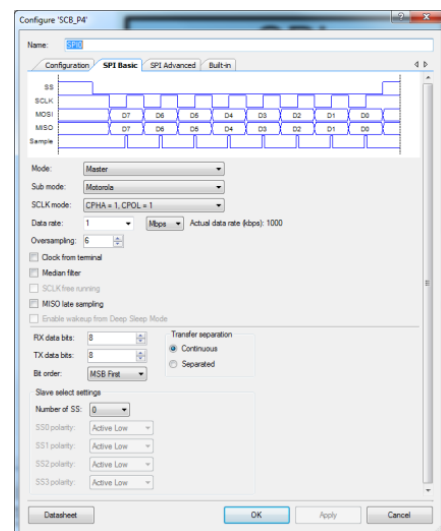 Configure 'SCB_P4'
Name: SPI0
Configuration SPI Basic SPI Advanced Built-in
SS
SCLK
MOSI D7 D6 D5 D4 D3 D2 D1 D0
MISO D7 D6 D5 D4 D3 D2 D1 D0
Sample
Mode: Master
Sub mode: Motorola
SCLK mode: CPHA = 1, CPOL = 1
Data rate: 1 Mbps Actual data rate (kbps): 1000
Oversampling: 6
Clock from terminal
Median filter
SCLK free running
MISO late sampling
Enable wakeup from Deep Sleep Mode
RX data bits: 8
TX data bits: 8
Bit order: MSB First
Transfer separation
Continuous
Separated
Slave select settings
Number of SS: 0
SS0 polarity: Active Low
SS1 polarity: Active Low
SS2 polarity: Active Low
SS3 polarity: Active Low
Datasheet OK Apply Cancel